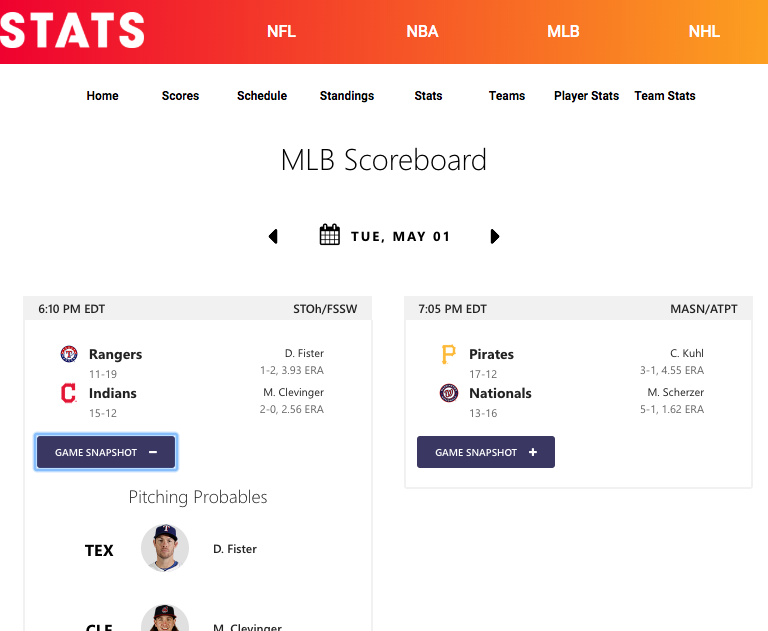 STATS NFL NBA MLB NHL
Home Scores Schedule Standings Stats Teams Player Stats Team Stats
MLB Scoreboard
TUE, MAY 01
6:10 PM EDT STOh/FSSW
Rangers D. Fister
11-19 1-2, 3.93 ERA
Indians M. Clevinger
15-12 2-0, 2.56 ERA
GAME SNAPSHOT −
Pitching Probables
TEX D. Fister
CLE M. Clevinger
7:05 PM EDT MASN/ATPT
Pirates C. Kuhl
17-12 3-1, 4.55 ERA
Nationals M. Scherzer
13-16 5-1, 1.62 ERA
GAME SNAPSHOT +